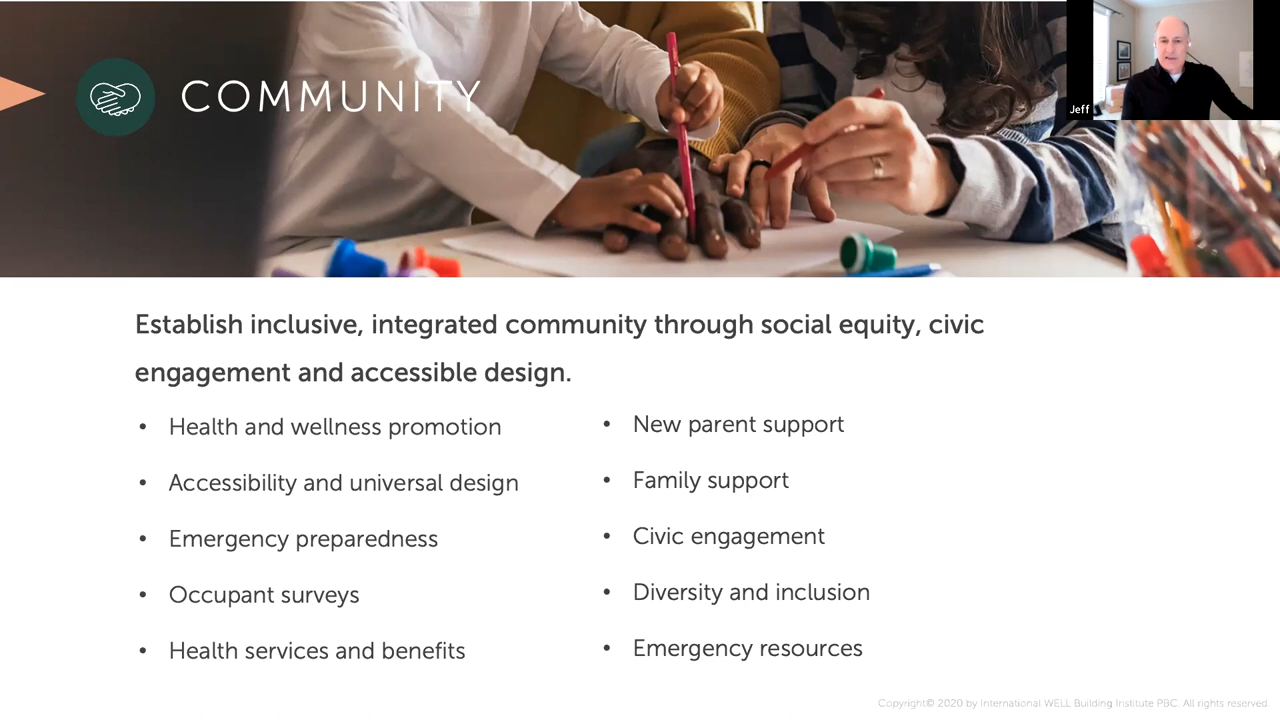 COMMUNITY
Jeff
Establish inclusive, integrated community through social equity, civic
engagement and accessible design.
• Health and wellness promotion
• Accessibility and universal design
• Emergency preparedness
• Occupant surveys
• Health services and benefits
• New parent support
• Family support
• Civic engagement
• Diversity and inclusion
• Emergency resources
Copyright© 2020 by International WELL Building Institute PBC. All rights reserved.